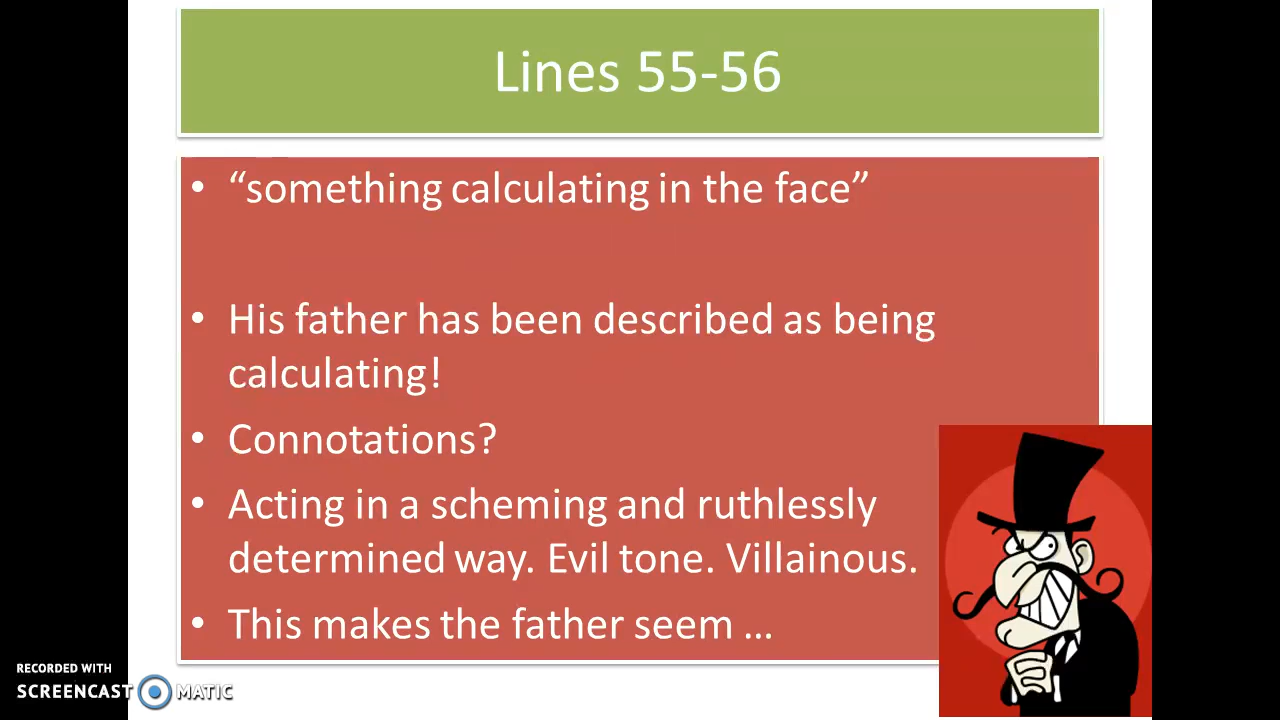 Lines 55-56
• “something calculating in the face”
• His father has been described as being
calculating!
• Connotations?
• Acting in a scheming and ruthlessly
determined way. Evil tone. Villainous.
• This makes the father seem …
RECORDED WITH
SCREENCAST MATIC